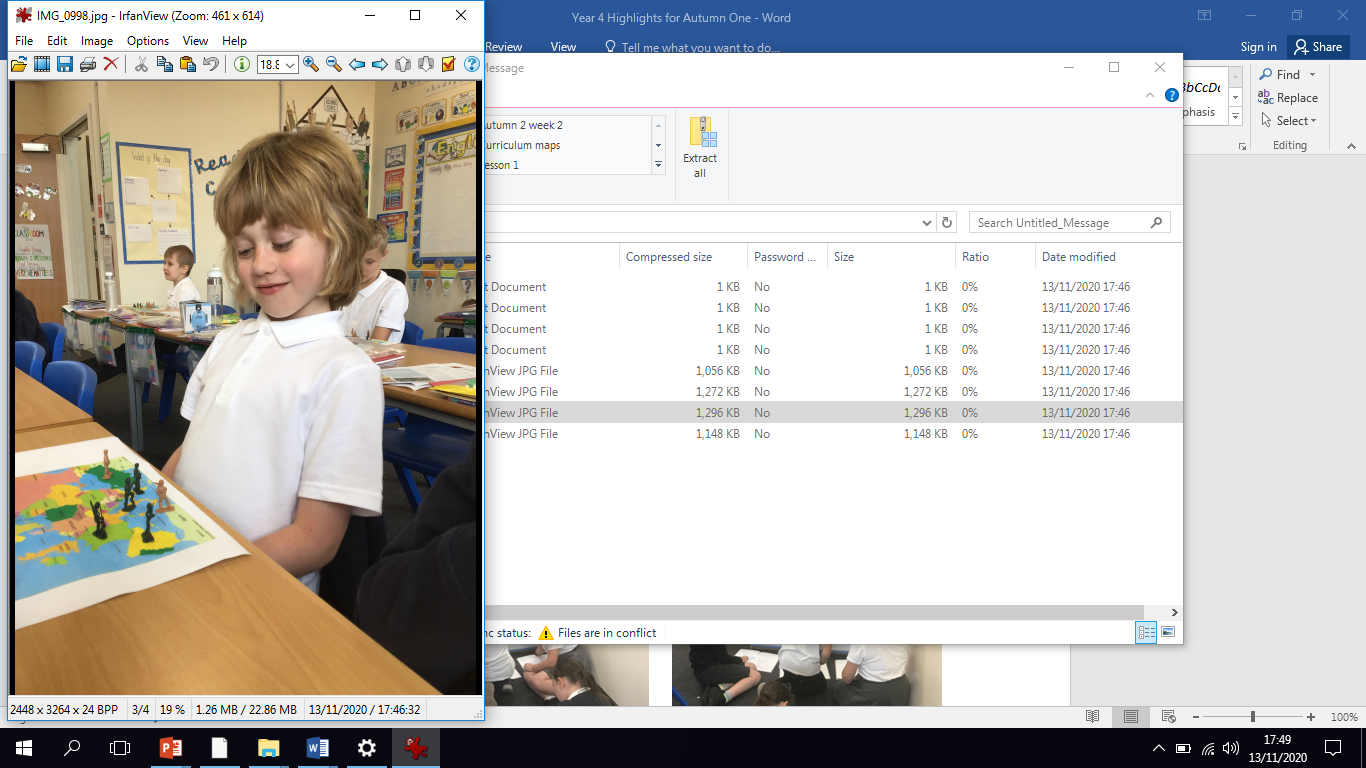 IMG_0998.jpg - IrfanView (Zoom: 461 x 614)
File Edit Image Options View Help
18.8
Word of the day
CLASSROOM
2448 x 3264 x 24 BPP 3/4 19 % 1.26 MB / 22.86 MB 13/11/2020 / 17:46:32
Year 4 Highlights for Autumn One - Word
Review View Tell me what you want to do...
Sign in Share
Message
Autumn 2 week 2
Curriculum maps
Lesson 1
Extract
all
Find
Replace
Select
Editing
Search Untitled_Message
Compressed size Password ... Size Ratio Date modified
t Document 1 KB No 1 KB 0% 13/11/2020 17:46
t Document 1 KB No 1 KB 0% 13/11/2020 17:46
t Document 1 KB No 1 KB 0% 13/11/2020 17:46
t Document 1 KB No 1 KB 0% 13/11/2020 17:46
nView JPG File 1,056 KB No 1,056 KB 0% 13/11/2020 17:46
nView JPG File 1,272 KB No 1,272 KB 0% 13/11/2020 17:46
nView JPG File 1,296 KB No 1,296 KB 0% 13/11/2020 17:46
nView JPG File 1,148 KB No 1,148 KB 0% 13/11/2020 17:46
nc status: Files are in conflict
100%
17:49
13/11/2020